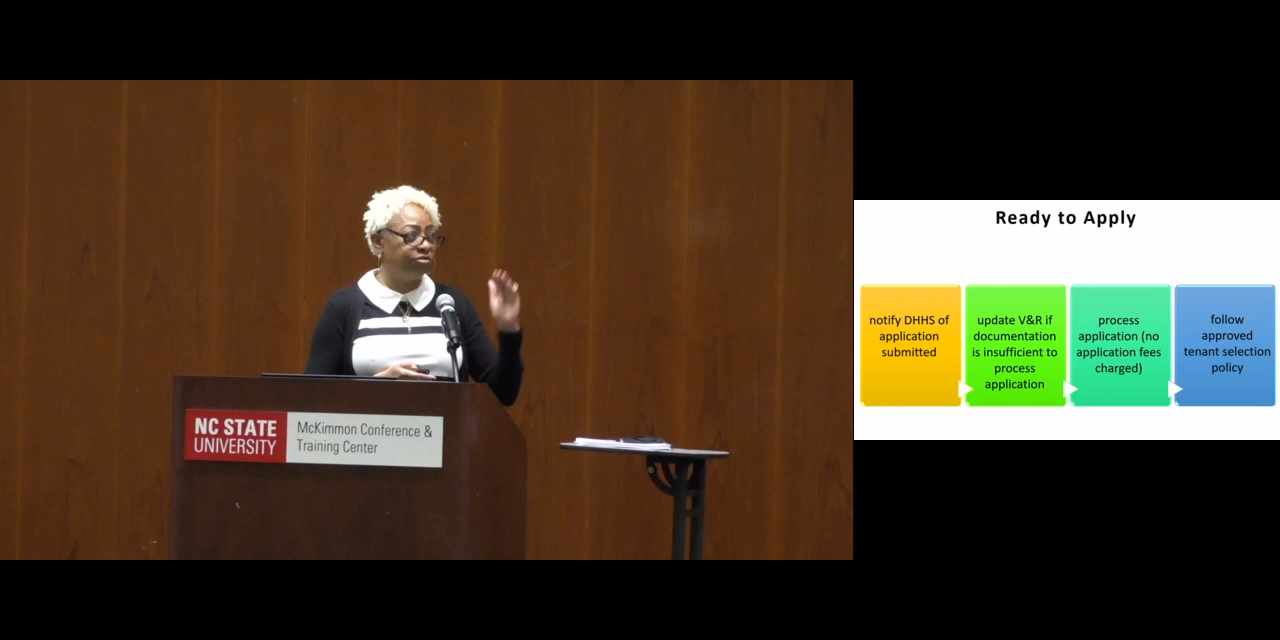 NC STATE
UNIVERSITY
McKimmon Conference &
Training Center
Ready to Apply
notify DHHS of
application
submitted
update V&R if
documentation
is insufficient to
process
application
process
application (no
application fees
charged)
follow
approved
tenant selection
policy